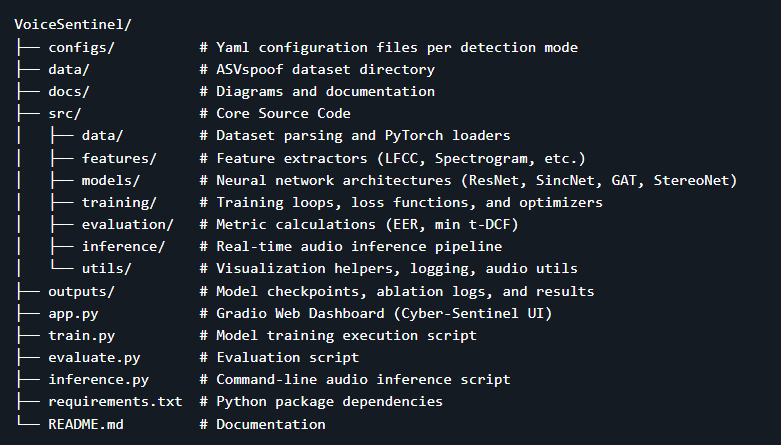 VoiceSentinel/
├── configs/ # Yaml configuration files per detection mode
├── data/ # ASVspoof dataset directory
├── docs/ # Diagrams and documentation
├── src/ # Core Source Code
│   ├── data/ # Dataset parsing and PyTorch loaders
│   ├── features/ # Feature extractors (LFCC, Spectrogram, etc.)
│   ├── models/ # Neural network architectures (ResNet, SincNet, GAT, StereoNet)
│   ├── training/ # Training loops, loss functions, and optimizers
│   ├── evaluation/ # Metric calculations (EER, min t-DCF)
│   ├── inference/ # Real-time audio inference pipeline
│   └── utils/ # Visualization helpers, logging, audio utils
├── outputs/ # Model checkpoints, ablation logs, and results
├── app.py # Gradio Web Dashboard (Cyber-Sentinel UI)
├── train.py # Model training execution script
├── evaluate.py # Evaluation script
├── inference.py # Command-line audio inference script
├── requirements.txt # Python package dependencies
└── README.md # Documentation